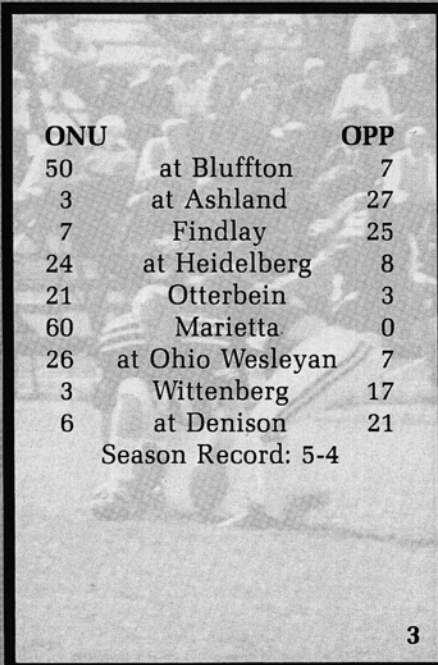 ONU OPP
50 at Bluffton 7
3 at Ashland 27
7 Findlay 25
24 at Heidelberg 8
21 Otterbein 3
60 Marietta 0
26 at Ohio Wesleyan 7
3 Wittenberg 17
6 at Denison 21
Season Record: 5-4
3